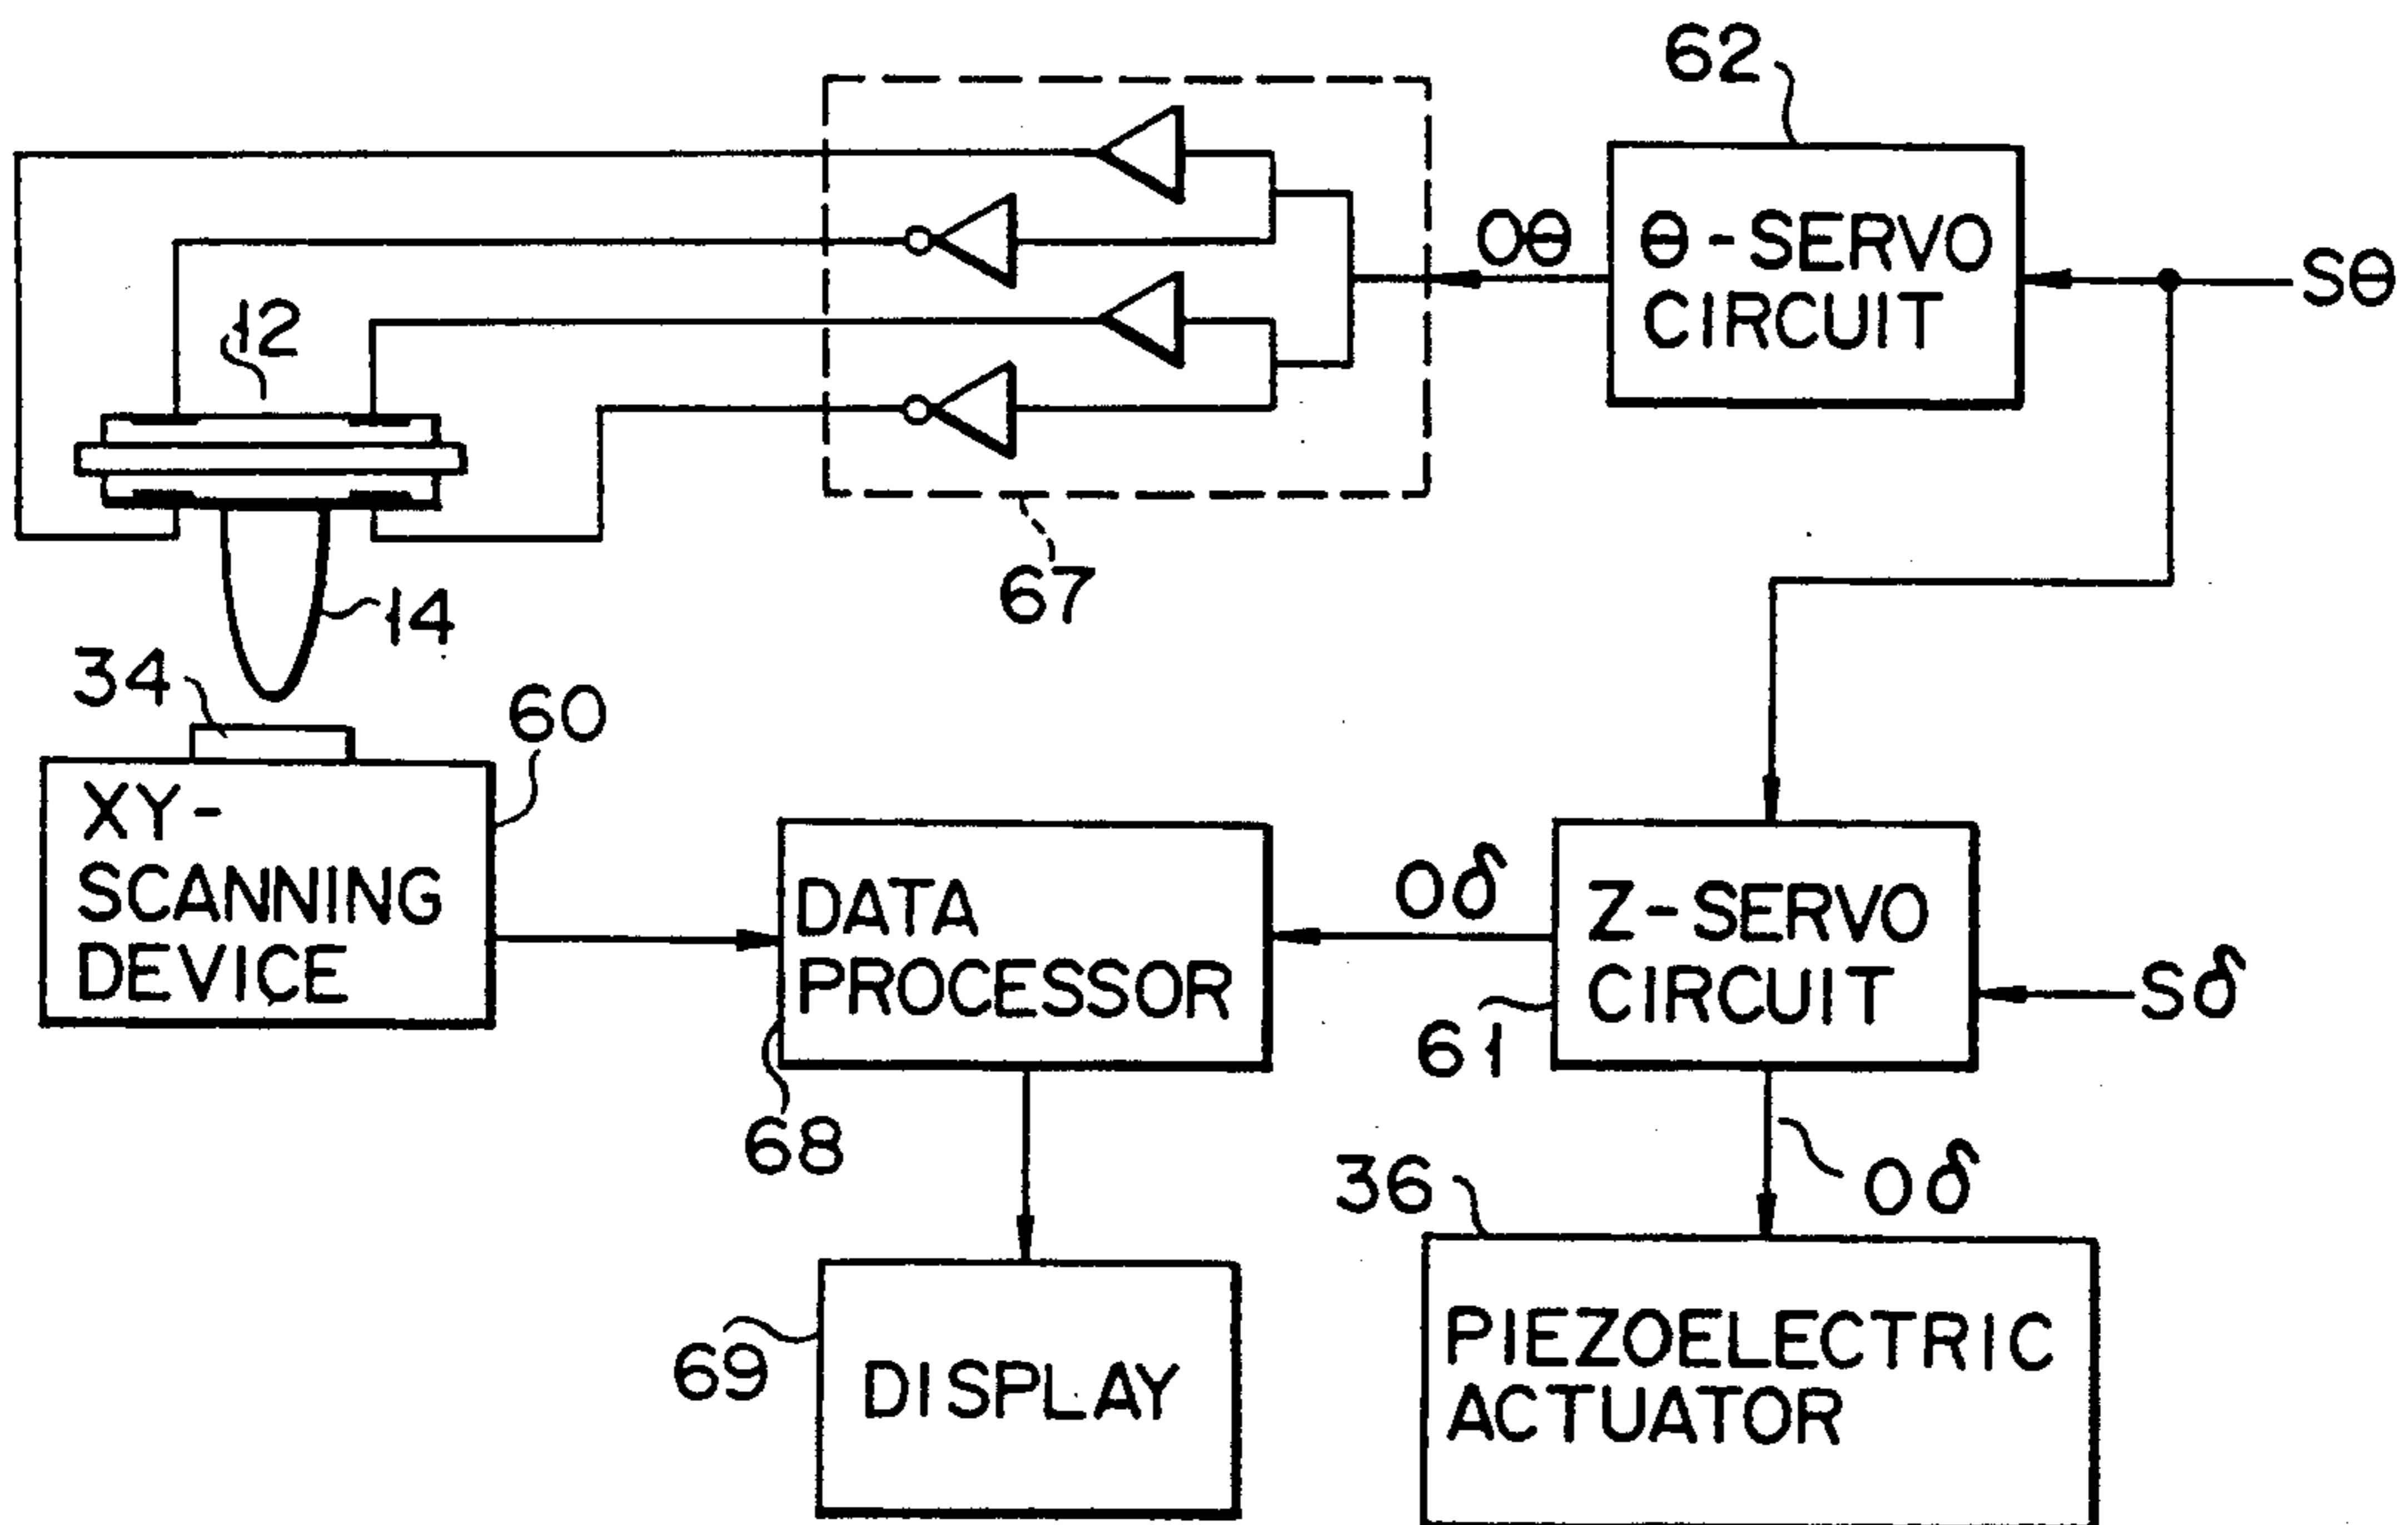 62
Θ-SERVO
CIRCUIT
OΘ
SΘ
12
67
14
34
60
XY-
SCANNING
DEVICE
DATA
PROCESSOR
68
Oδ
Z-SERVO
CIRCUIT
61
Sδ
Oδ
36
PIEZOELECTRIC
ACTUATOR
69
DISPLAY